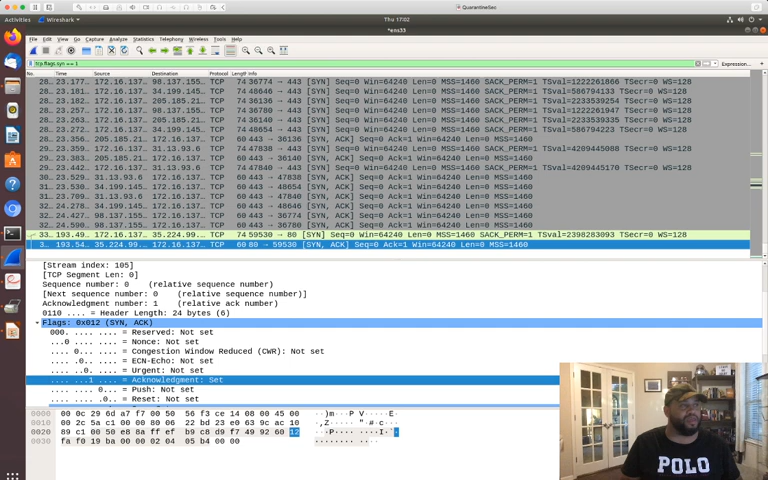 QuarantineSec
Activities Wireshark Thu 17:02
*ens33
File Edit View Go Capture Analyze Statistics Telephony Wireless Tools Help
tcp.flags.syn == 1 Expression...
No. Time Source Destination Protocol Length Info
28… 23.177… 172.16.137… 98.137.155… TCP 74 36774 → 443 [SYN] Seq=0 Win=64240 Len=0 MSS=1460 SACK_PERM=1 TSval=1222261866 TSecr=0 WS=128
28… 23.181… 172.16.137… 34.199.145… TCP 74 48646 → 443 [SYN] Seq=0 Win=64240 Len=0 MSS=1460 SACK_PERM=1 TSval=586794133 TSecr=0 WS=128
28… 23.182… 172.16.137… 205.185.21… TCP 74 36136 → 443 [SYN] Seq=0 Win=64240 Len=0 MSS=1460 SACK_PERM=1 TSval=2233539254 TSecr=0 WS=128
28… 23.257… 172.16.137… 98.137.155… TCP 74 36780 → 443 [SYN] Seq=0 Win=64240 Len=0 MSS=1460 SACK_PERM=1 TSval=1222261947 TSecr=0 WS=128
28… 23.263… 172.16.137… 205.185.21… TCP 74 36140 → 443 [SYN] Seq=0 Win=64240 Len=0 MSS=1460 SACK_PERM=1 TSval=2233539335 TSecr=0 WS=128
28… 23.272… 172.16.137… 34.199.145… TCP 74 48654 → 443 [SYN] Seq=0 Win=64240 Len=0 MSS=1460 SACK_PERM=1 TSval=586794223 TSecr=0 WS=128
28… 23.356… 205.185.21… 172.16.137… TCP 60 443 → 36136 [SYN, ACK] Seq=0 Ack=1 Win=64240 Len=0 MSS=1460
29… 23.359… 172.16.137… 31.13.93.6 TCP 74 47838 → 443 [SYN] Seq=0 Win=64240 Len=0 MSS=1460 SACK_PERM=1 TSval=4209445088 TSecr=0 WS=128
29… 23.383… 205.185.21… 172.16.137… TCP 60 443 → 36140 [SYN, ACK] Seq=0 Ack=1 Win=64240 Len=0 MSS=1460
29… 23.442… 172.16.137… 31.13.93.6 TCP 74 47840 → 443 [SYN] Seq=0 Win=64240 Len=0 MSS=1460 SACK_PERM=1 TSval=4209445170 TSecr=0 WS=128
30… 23.529… 31.13.93.6 172.16.137… TCP 60 443 → 47838 [SYN, ACK] Seq=0 Ack=1 Win=64240 Len=0 MSS=1460
31… 23.530… 34.199.145… 172.16.137… TCP 60 443 → 48654 [SYN, ACK] Seq=0 Ack=1 Win=64240 Len=0 MSS=1460
31… 23.709… 31.13.93.6 172.16.137… TCP 60 443 → 47840 [SYN, ACK] Seq=0 Ack=1 Win=64240 Len=0 MSS=1460
32… 24.278… 34.199.145… 172.16.137… TCP 60 443 → 48646 [SYN, ACK] Seq=0 Ack=1 Win=64240 Len=0 MSS=1460
32… 24.427… 98.137.155… 172.16.137… TCP 60 443 → 36774 [SYN, ACK] Seq=0 Ack=1 Win=64240 Len=0 MSS=1460
32… 24.590… 98.137.155… 172.16.137… TCP 60 443 → 36780 [SYN, ACK] Seq=0 Ack=1 Win=64240 Len=0 MSS=1460
33… 193.49… 172.16.137… 35.224.99… TCP 74 59530 → 80 [SYN] Seq=0 Win=64240 Len=0 MSS=1460 SACK_PERM=1 TSval=2398283093 TSecr=0 WS=128
3… 193.54… 35.224.99… 172.16.137… TCP 60 80 → 59530 [SYN, ACK] Seq=0 Ack=1 Win=64240 Len=0 MSS=1460
[Stream index: 105]
[TCP Segment Len: 0]
Sequence number: 0 (relative sequence number)
[Next sequence number: 0 (relative sequence number)]
Acknowledgment number: 1 (relative ack number)
0110 .... = Header Length: 24 bytes (6)
Flags: 0x012 (SYN, ACK)
000. .... .... = Reserved: Not set
...0 .... .... = Nonce: Not set
.... 0... .... = Congestion Window Reduced (CWR): Not set
.... .0.. .... = ECN-Echo: Not set
.... ..0. .... = Urgent: Not set
.... ...1 .... = Acknowledgment: Set
.... .... 0... = Push: Not set
.... .... .0.. = Reset: Not set
0000 00 0c 29 6d a7 f7 00 50 56 f3 ce 14 08 00 45 00 ··)m···P V·····E·
0010 00 2c 5a c1 00 00 80 06 22 bd 23 e0 63 9c ac 10 ·,Z····· "·#·c···
0020 89 c1 00 50 e8 8a ff ef b9 c8 d9 f7 49 92 60 12 ···P···· ····I·`·
0030 fa f0 19 ba 00 00 02 04 05 b4 00 00 ········ ····
POLO